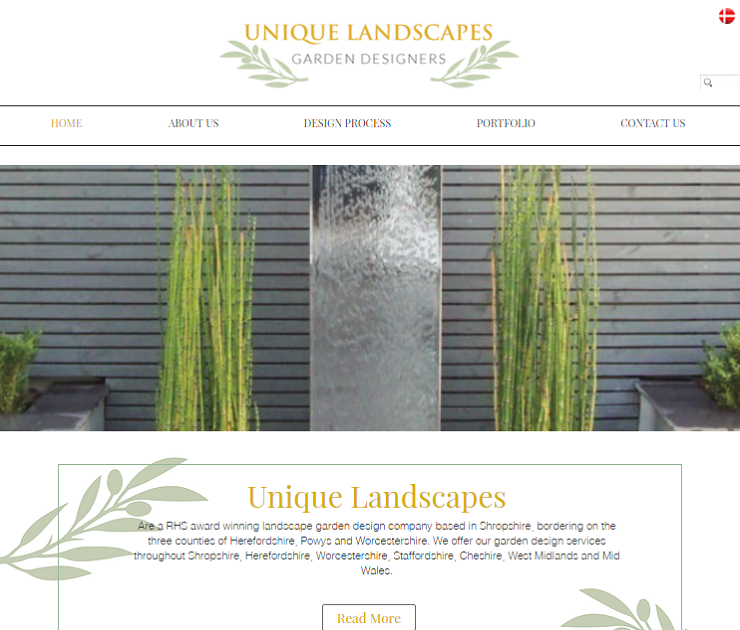 UNIQUE LANDSCAPES
GARDEN DESIGNERS
HOME
ABOUT US
DESIGN PROCESS
PORTFOLIO
CONTACT US
Unique Landscapes
Are a RHS award winning landscape garden design company based in Shropshire, bordering on the
three counties of Herefordshire, Powys and Worcestershire. We offer our garden design services
throughout Shropshire, Herefordshire, Worcestershire, Staffordshire, Cheshire, West Midlands and Mid
Wales.
Read More